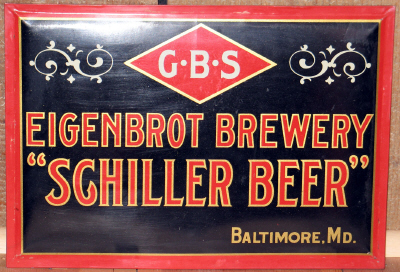 G·B·S
EIGENBROT BREWERY
"SCHILLER BEER"
BALTIMORE, MD.